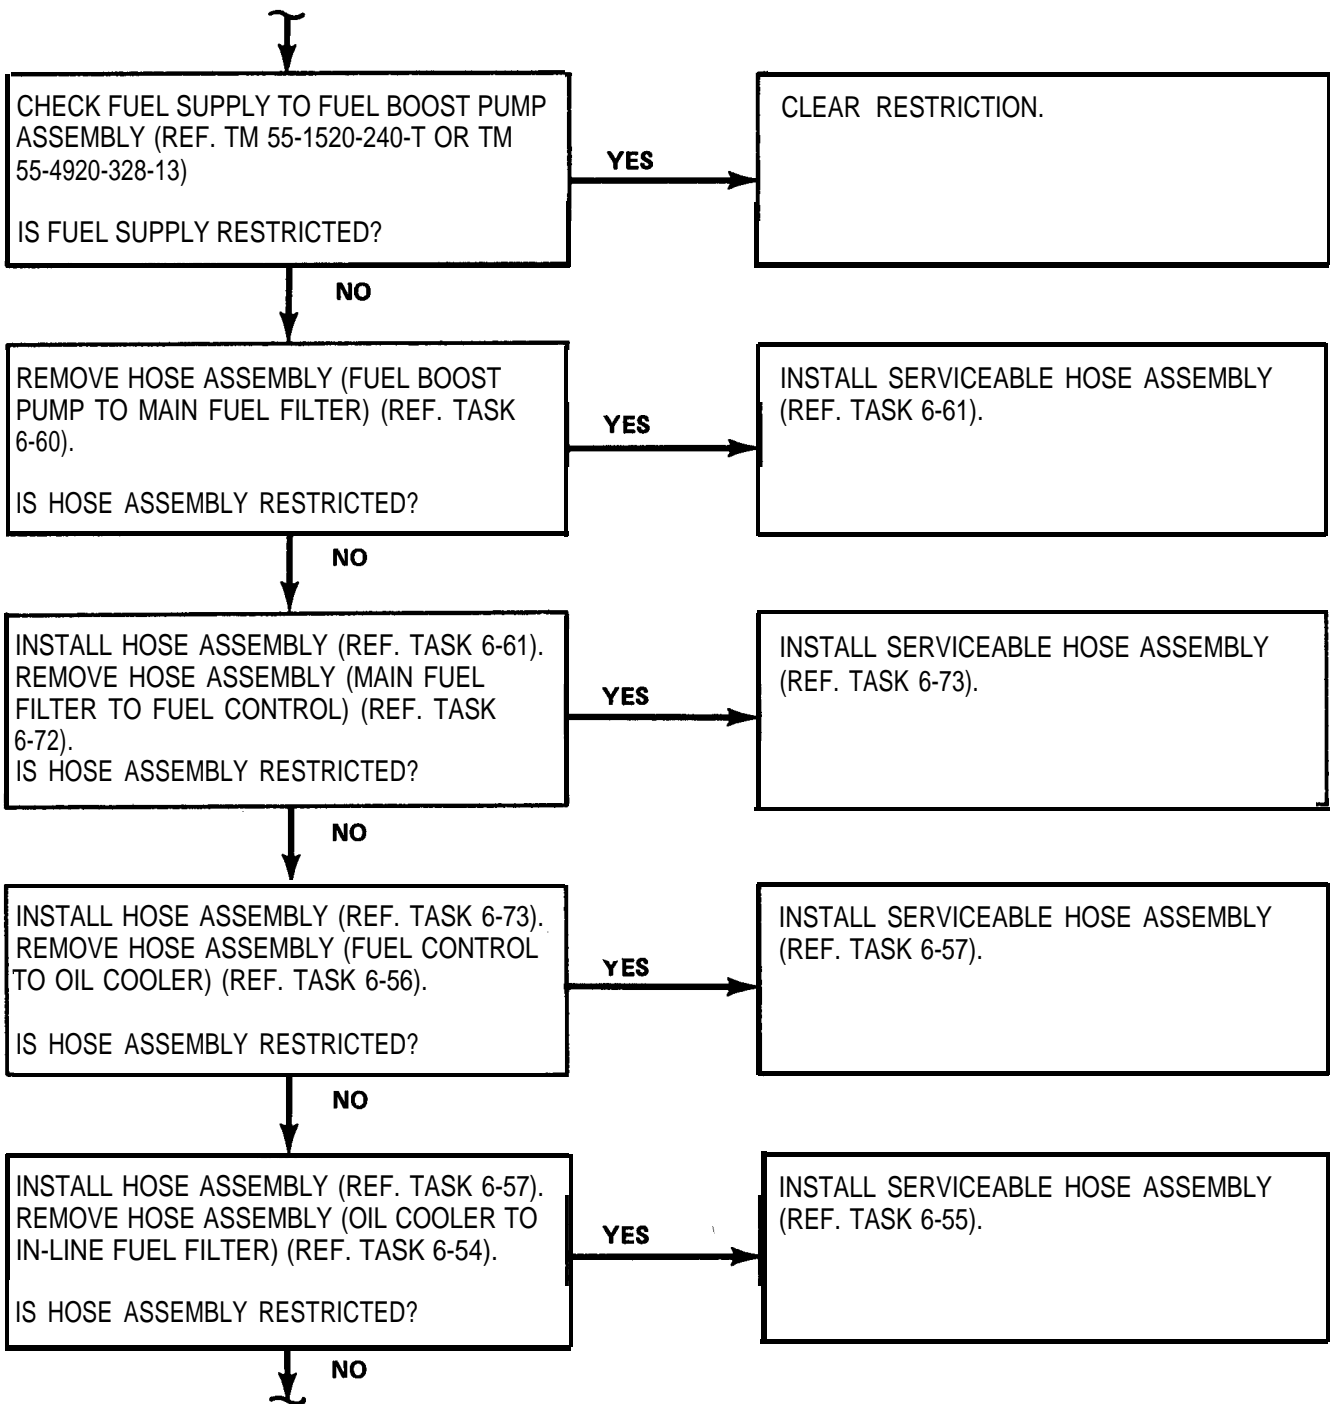 CHECK FUEL SUPPLY TO FUEL BOOST PUMP
ASSEMBLY (REF. TM 55-1520-240-T OR TM
55-4920-328-13)
IS FUEL SUPPLY RESTRICTED?
YES
CLEAR RESTRICTION.
NO
REMOVE HOSE ASSEMBLY (FUEL BOOST
PUMP TO MAIN FUEL FILTER) (REF. TASK
6-60).
IS HOSE ASSEMBLY RESTRICTED?
YES
INSTALL SERVICEABLE HOSE ASSEMBLY
(REF. TASK 6-61).
NO
INSTALL HOSE ASSEMBLY (REF. TASK 6-61).
REMOVE HOSE ASSEMBLY (MAIN FUEL
FILTER TO FUEL CONTROL) (REF. TASK
6-72).
IS HOSE ASSEMBLY RESTRICTED?
YES
INSTALL SERVICEABLE HOSE ASSEMBLY
(REF. TASK 6-73).
NO
INSTALL HOSE ASSEMBLY (REF. TASK 6-73).
REMOVE HOSE ASSEMBLY (FUEL CONTROL
TO OIL COOLER) (REF. TASK 6-56).
IS HOSE ASSEMBLY RESTRICTED?
YES
INSTALL SERVICEABLE HOSE ASSEMBLY
(REF. TASK 6-57).
NO
INSTALL HOSE ASSEMBLY (REF. TASK 6-57).
REMOVE HOSE ASSEMBLY (OIL COOLER TO
IN-LINE FUEL FILTER) (REF. TASK 6-54).
IS HOSE ASSEMBLY RESTRICTED?
YES
INSTALL SERVICEABLE HOSE ASSEMBLY
(REF. TASK 6-55).
NO